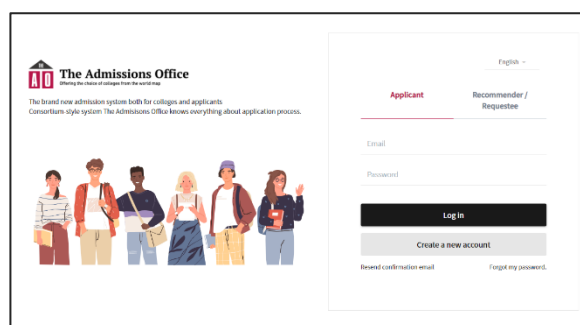 AO
The Admissions Office
Offering the choice of colleges from the world map
The brand new admission system both for colleges and applicants
Consortium-style system The Admisisons Office knows everything about application process.
English
Applicant
Recommender /
Requestee
Email
Password
Log in
Create a new account
Resend confirmation email
Forgot my password.